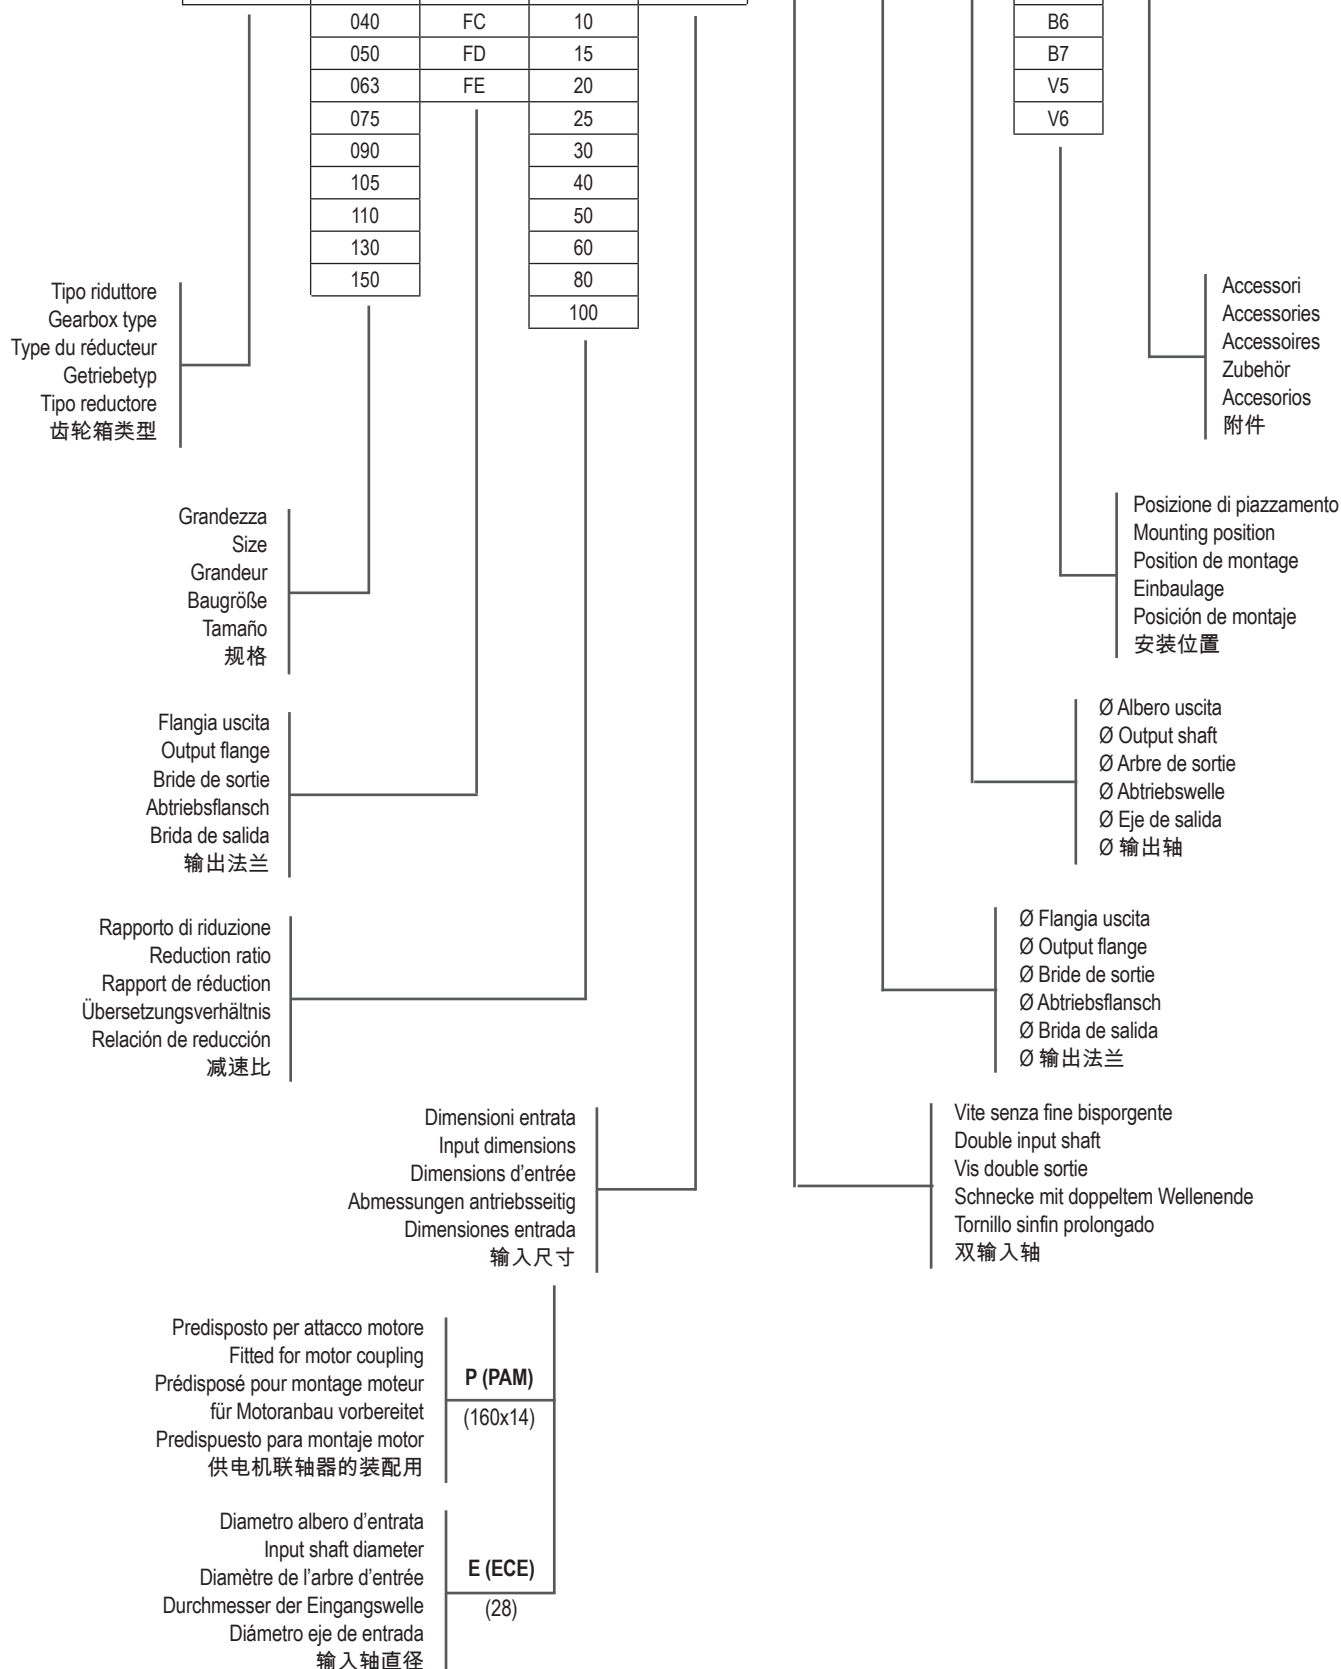 040 FC 10 B6
050 FD 15 B7
063 FE 20 V5
075 25 V6
090 30
105 40
110 50
130 60
150 80
100
Tipo riduttore
Gearbox type
Type du réducteur
Getriebetyp
Tipo reductore
齿轮箱类型
Accessori
Accessories
Accessoires
Zubehör
Accesorios
附件
Grandezza
Size
Grandeur
Baugröße
Tamaño
规格
Posizione di piazzamento
Mounting position
Position de montage
Einbaulage
Posición de montaje
安装位置
Flangia uscita
Output flange
Bride de sortie
Abtriebsflansch
Brida de salida
输出法兰
Ø Albero uscita
Ø Output shaft
Ø Arbre de sortie
Ø Abtriebswelle
Ø Eje de salida
Ø 输出轴
Rapporto di riduzione
Reduction ratio
Rapport de réduction
Übersetzungsverhältnis
Relación de reducción
减速比
Ø Flangia uscita
Ø Output flange
Ø Bride de sortie
Ø Abtriebsflansch
Ø Brida de salida
Ø 输出法兰
Dimensioni entrata
Input dimensions
Dimensions d’entrée
Abmessungen antriebsseitig
Dimensiones entrada
输入尺寸
Vite senza fine bisporgente
Double input shaft
Vis double sortie
Schnecke mit doppeltem Wellenende
Tornillo sinfin prolongado
双输入轴
Predisposto per attacco motore
Fitted for motor coupling
Prédisposé pour montage moteur
für Motoranbau vorbereitet
Predispuesto para montaje motor
供电机联轴器的装配用
P (PAM)
(160x14)
Diametro albero d’entrata
Input shaft diameter
Diamètre de l’arbre d’entrée
Durchmesser der Eingangswelle
Diámetro eje de entrada
输入轴直径
E (ECE)
(28)